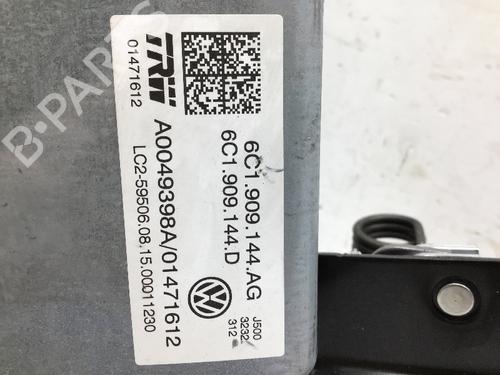 TRW
01471612
6C1.909.144.AG
6C1.909.144.D
A0049398A/01471612
LC2-59506.08.15.00011230
J500
3232
312
B-PARTS